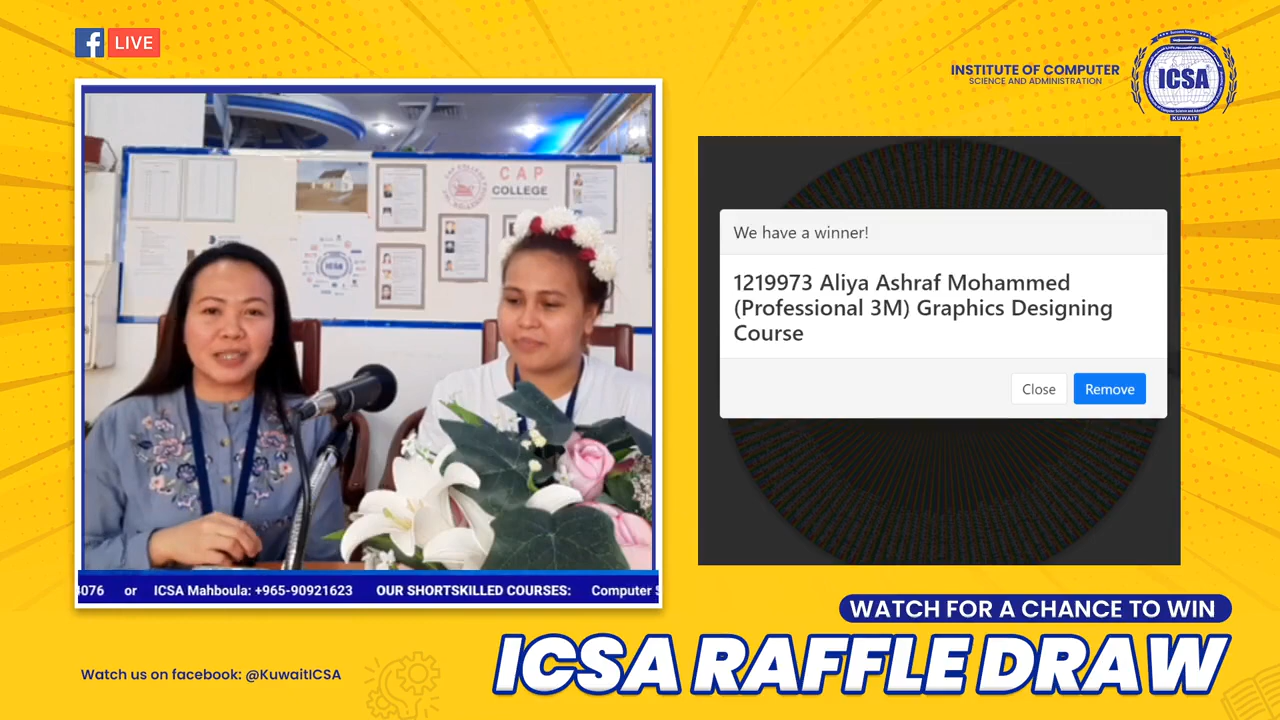 LIVE
INSTITUTE OF COMPUTER
SCIENCE AND ADMINISTRATION
ICSA
KUWAIT
CAP
COLLEGE
We have a winner!
1219973 Aliya Ashraf Mohammed
(Professional 3M) Graphics Designing
Course
Close
Remove
4076 or ICSA Mahboula: +965-90921623 OUR SHORTSKILLED COURSES: Computer S
WATCH FOR A CHANCE TO WIN
ICSA RAFFLE DRAW
Watch us on facebook: @KuwaitICSA